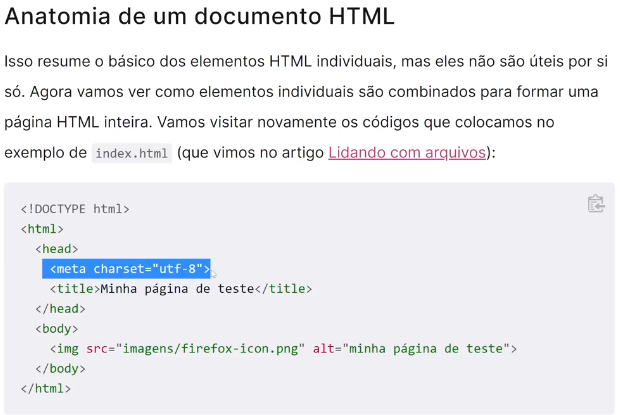 Anatomia de um documento HTML
Isso resume o básico dos elementos HTML individuais, mas eles não são úteis por si
só. Agora vamos ver como elementos individuais são combinados para formar uma
página HTML inteira. Vamos visitar novamente os códigos que colocamos no
exemplo de index.html (que vimos no artigo Lidando com arquivos):
<!DOCTYPE html>
<html>
  <head>
    <meta charset="utf-8">
    <title>Minha página de teste</title>
  </head>
  <body>
    <img src="imagens/firefox-icon.png" alt="minha página de teste">
  </body>
</html>